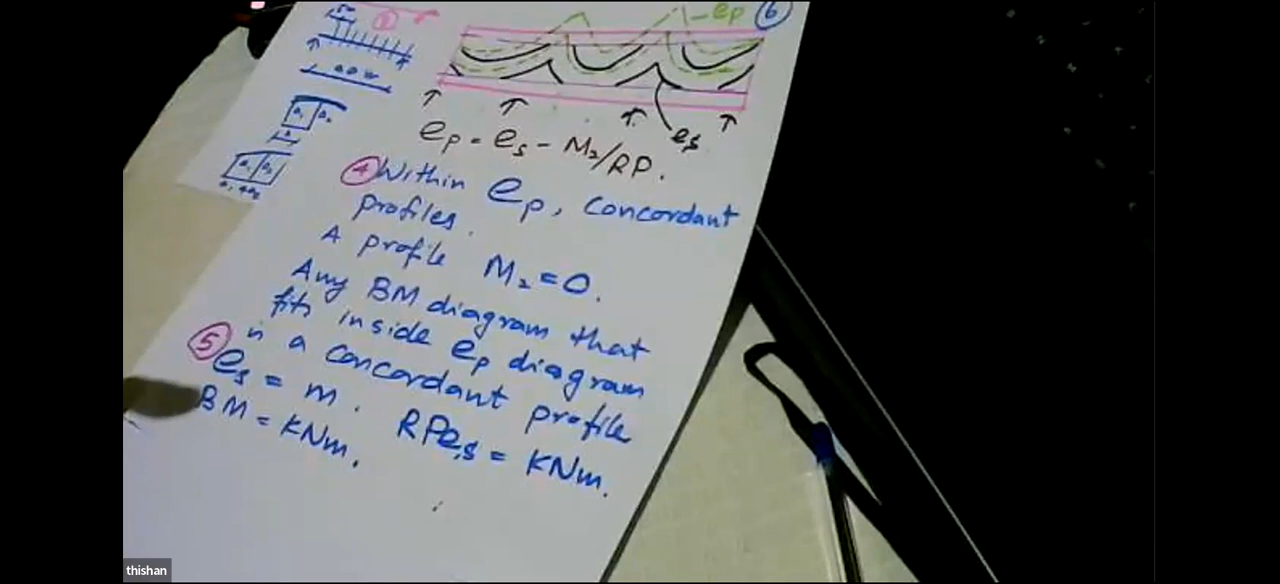 6
ep
es
ep = es - M2/RP.
4 Within ep, concordant
profiles.
A profile M2 = 0.
Any BM diagram that
fits inside ep diagram
is a concordant profile
5 es = m.
RPes = KNm.
BM = KNm.
thishan